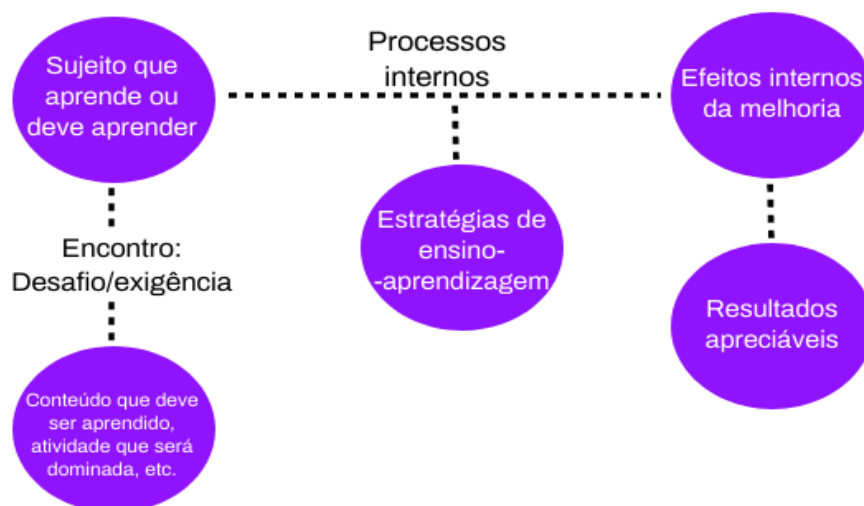 Sujeito que
aprende ou
deve aprender
Processos
internos
Efeitos internos
da melhoria
Encontro:
Desafio/exigência
Estratégias de
ensino-
-aprendizagem
Resultados
apreciáveis
Conteúdo que deve
ser aprendido,
atividade que será
dominada, etc.